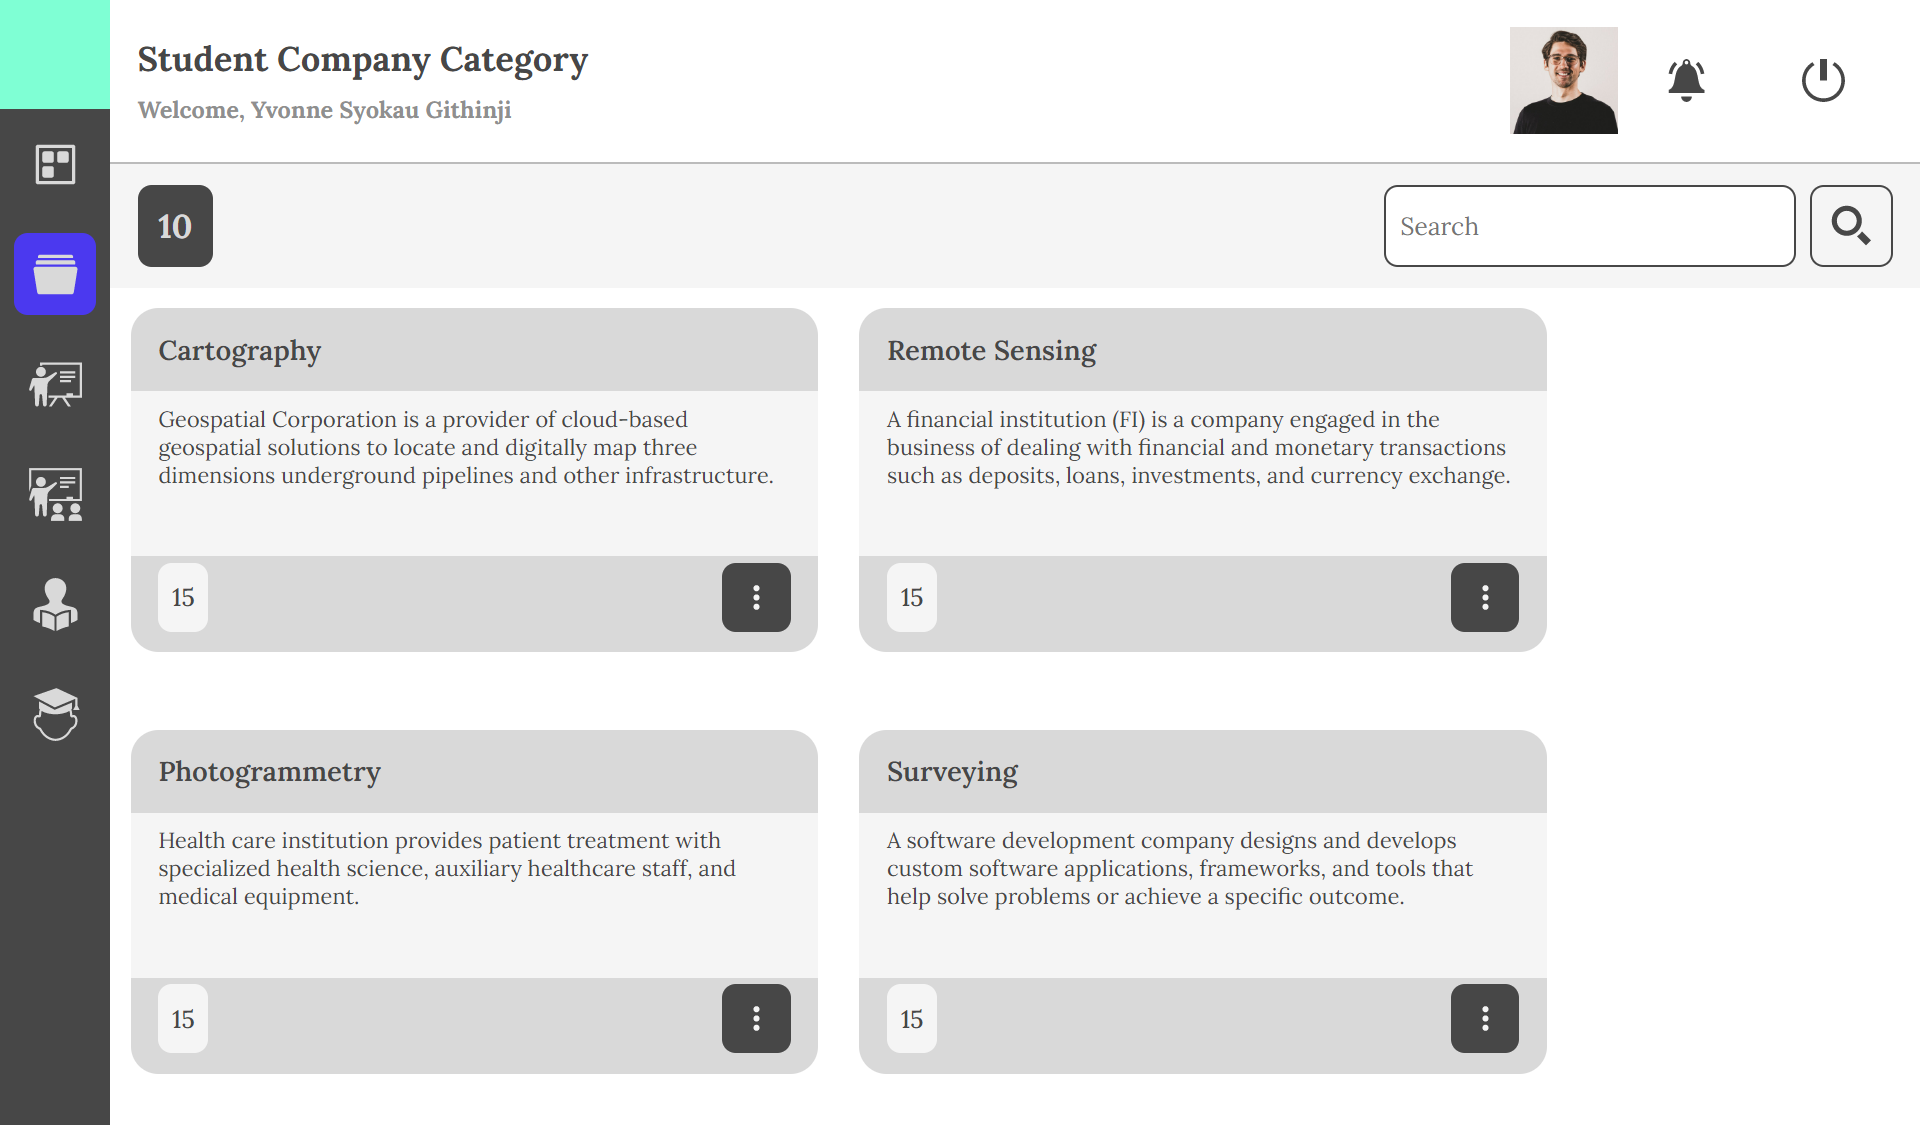 Student Company Category
Welcome, Yvonne Syokau Githinji
10
Search
Cartography
Geospatial Corporation is a provider of cloud-based
geospatial solutions to locate and digitally map three
dimensions underground pipelines and other infrastructure.
15
Remote Sensing
A financial institution (FI) is a company engaged in the
business of dealing with financial and monetary transactions
such as deposits, loans, investments, and currency exchange.
15
Photogrammetry
Health care institution provides patient treatment with
specialized health science, auxiliary healthcare staff, and
medical equipment.
15
Surveying
A software development company designs and develops
custom software applications, frameworks, and tools that
help solve problems or achieve a specific outcome.
15